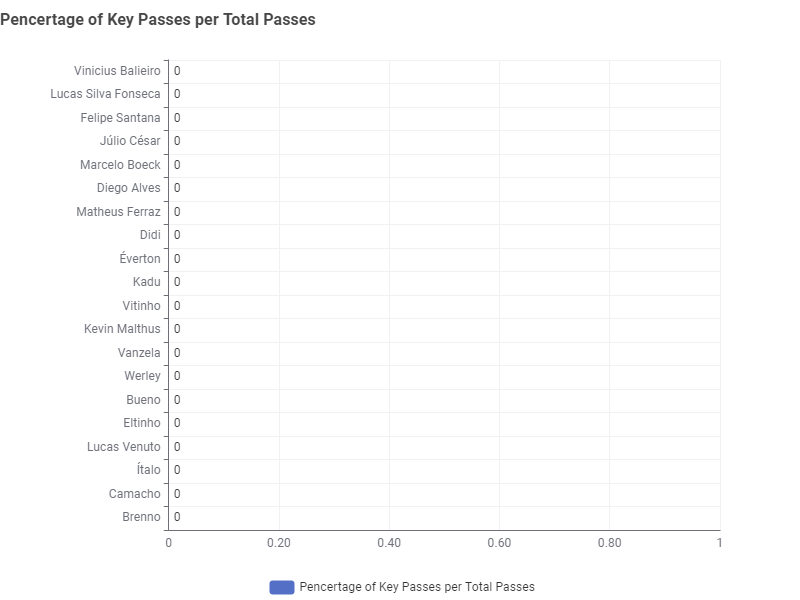 Pencertage of Key Passes per Total Passes
Vinicius Balieiro 0
Lucas Silva Fonseca 0
Felipe Santana 0
Júlio César 0
Marcelo Boeck 0
Diego Alves 0
Matheus Ferraz 0
Didi 0
Éverton 0
Kadu 0
Vitinho 0
Kevin Malthus 0
Vanzela 0
Werley 0
Bueno 0
Eltinho 0
Lucas Venuto 0
Ítalo 0
Camacho 0
Brenno 0
0 0.20 0.40 0.60 0.80 1
Pencertage of Key Passes per Total Passes